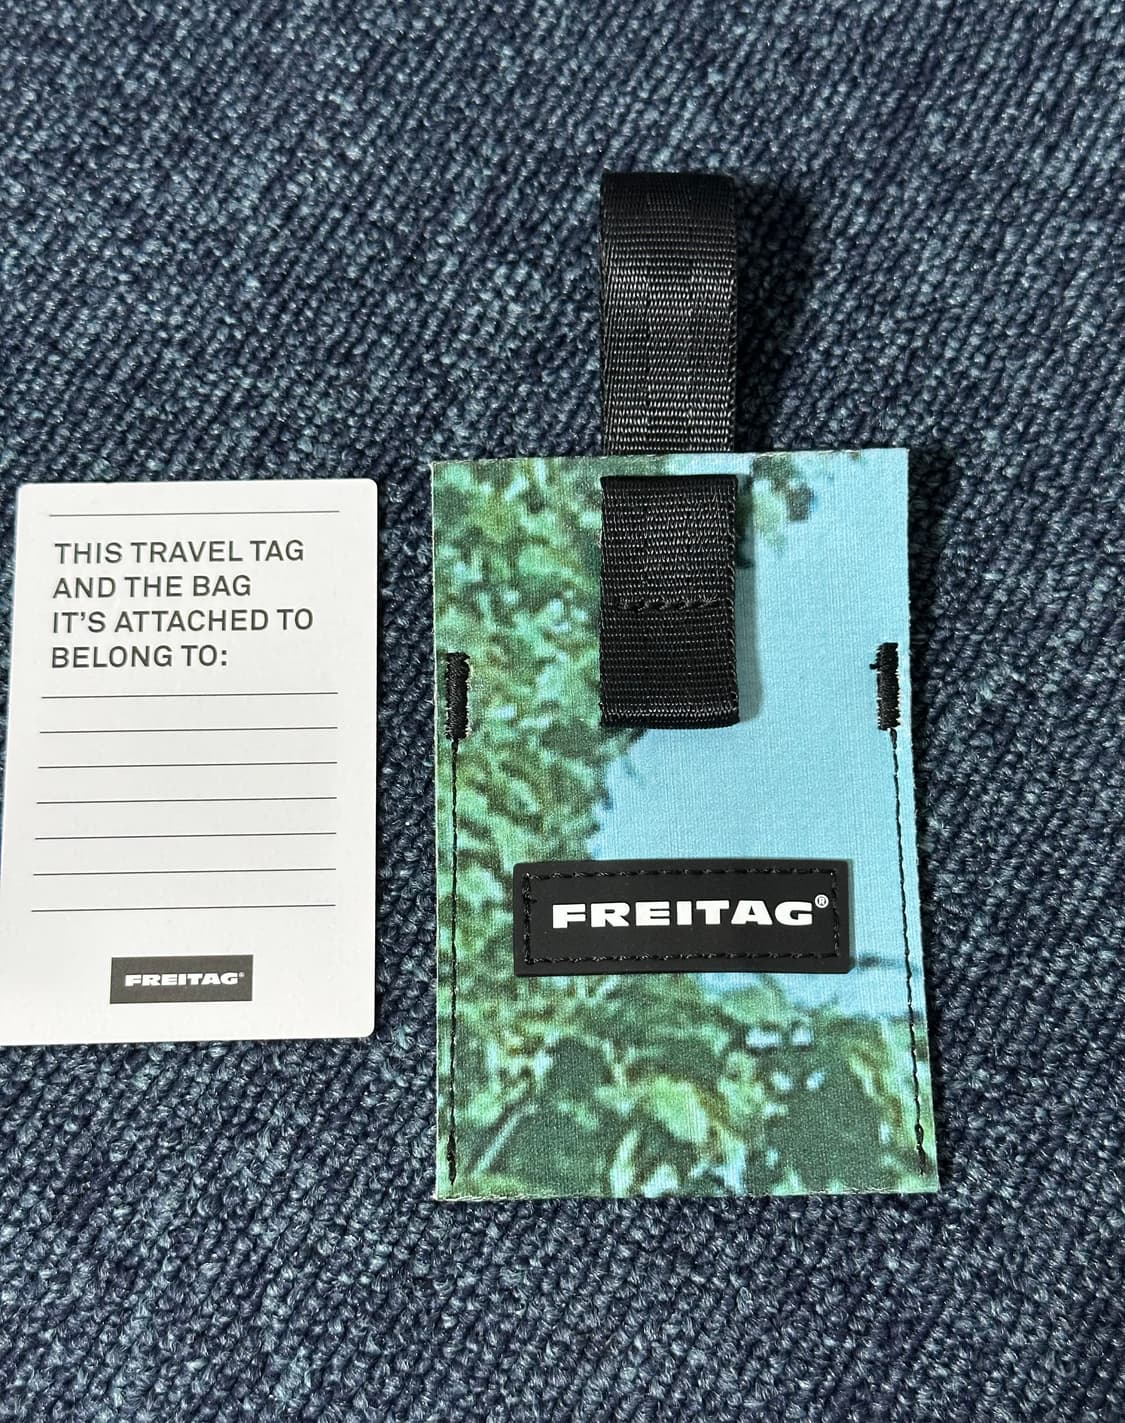 THIS TRAVEL TAG
AND THE BAG
IT'S ATTACHED TO
BELONG TO:
FREITAG®
FREITAG®